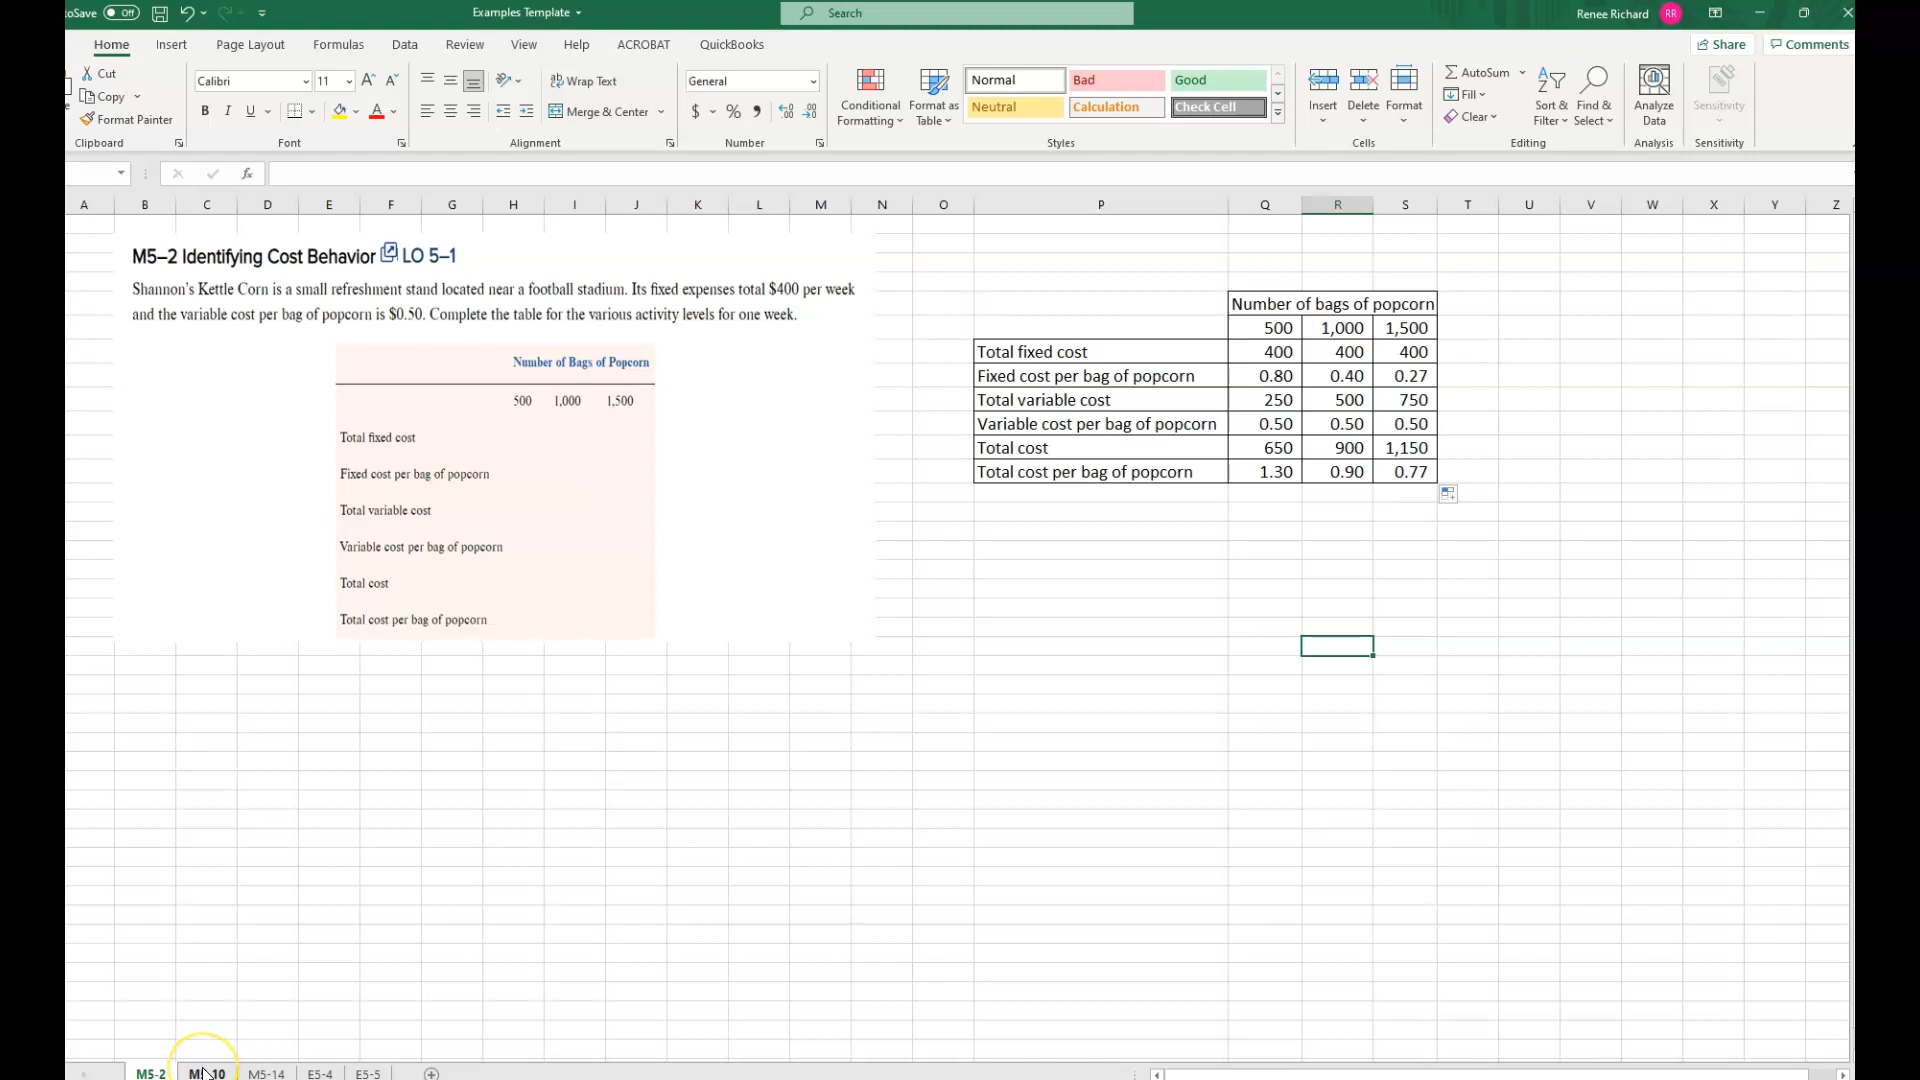 oSave Off Examples Template Search Renee Richard RR
Home Insert Page Layout Formulas Data Review View Help ACROBAT QuickBooks Share Comments
Cut
Copy
Format Painter
Clipboard
Calibri 11
B I U
Font
Wrap Text
Merge & Center
Alignment
General
$ % ,
Number
Conditional Formatting
Format as Table
Normal Bad Good
Neutral Calculation Check Cell
Styles
Insert Delete Format
Cells
AutoSum
Fill
Clear
Sort & Filter
Find & Select
Editing
Analyze Data
Analysis
Sensitivity
Sensitivity
fx
A B C D E F G H I J K L M N O P Q R S T U V W X Y Z
M5–2 Identifying Cost Behavior LO 5–1
Shannon's Kettle Corn is a small refreshment stand located near a football stadium. Its fixed expenses total $400 per week
and the variable cost per bag of popcorn is $0.50. Complete the table for the various activity levels for one week.
Number of Bags of Popcorn
500 1,000 1,500
Total fixed cost
Fixed cost per bag of popcorn
Total variable cost
Variable cost per bag of popcorn
Total cost
Total cost per bag of popcorn
Number of bags of popcorn
500 1,000 1,500
Total fixed cost 400 400 400
Fixed cost per bag of popcorn 0.80 0.40 0.27
Total variable cost 250 500 750
Variable cost per bag of popcorn 0.50 0.50 0.50
Total cost 650 900 1,150
Total cost per bag of popcorn 1.30 0.90 0.77
M5-2 M5-10 M5-14 E5-4 E5-5